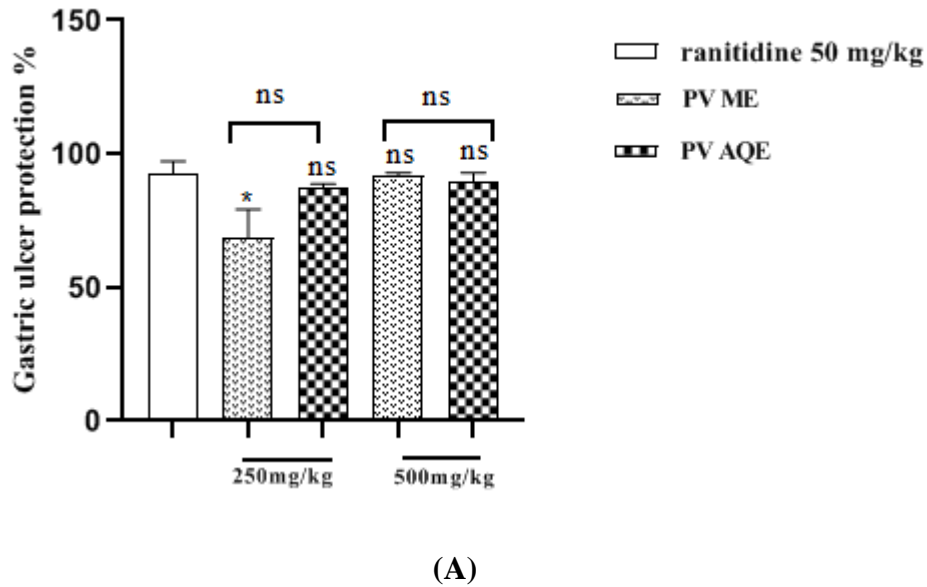 150
100
50
0
Gastric ulcer protection %
ns
ns
*
ns
ns
ns
250mg/kg
500mg/kg
ranitidine 50 mg/kg
PV ME
PV AQE
(A)